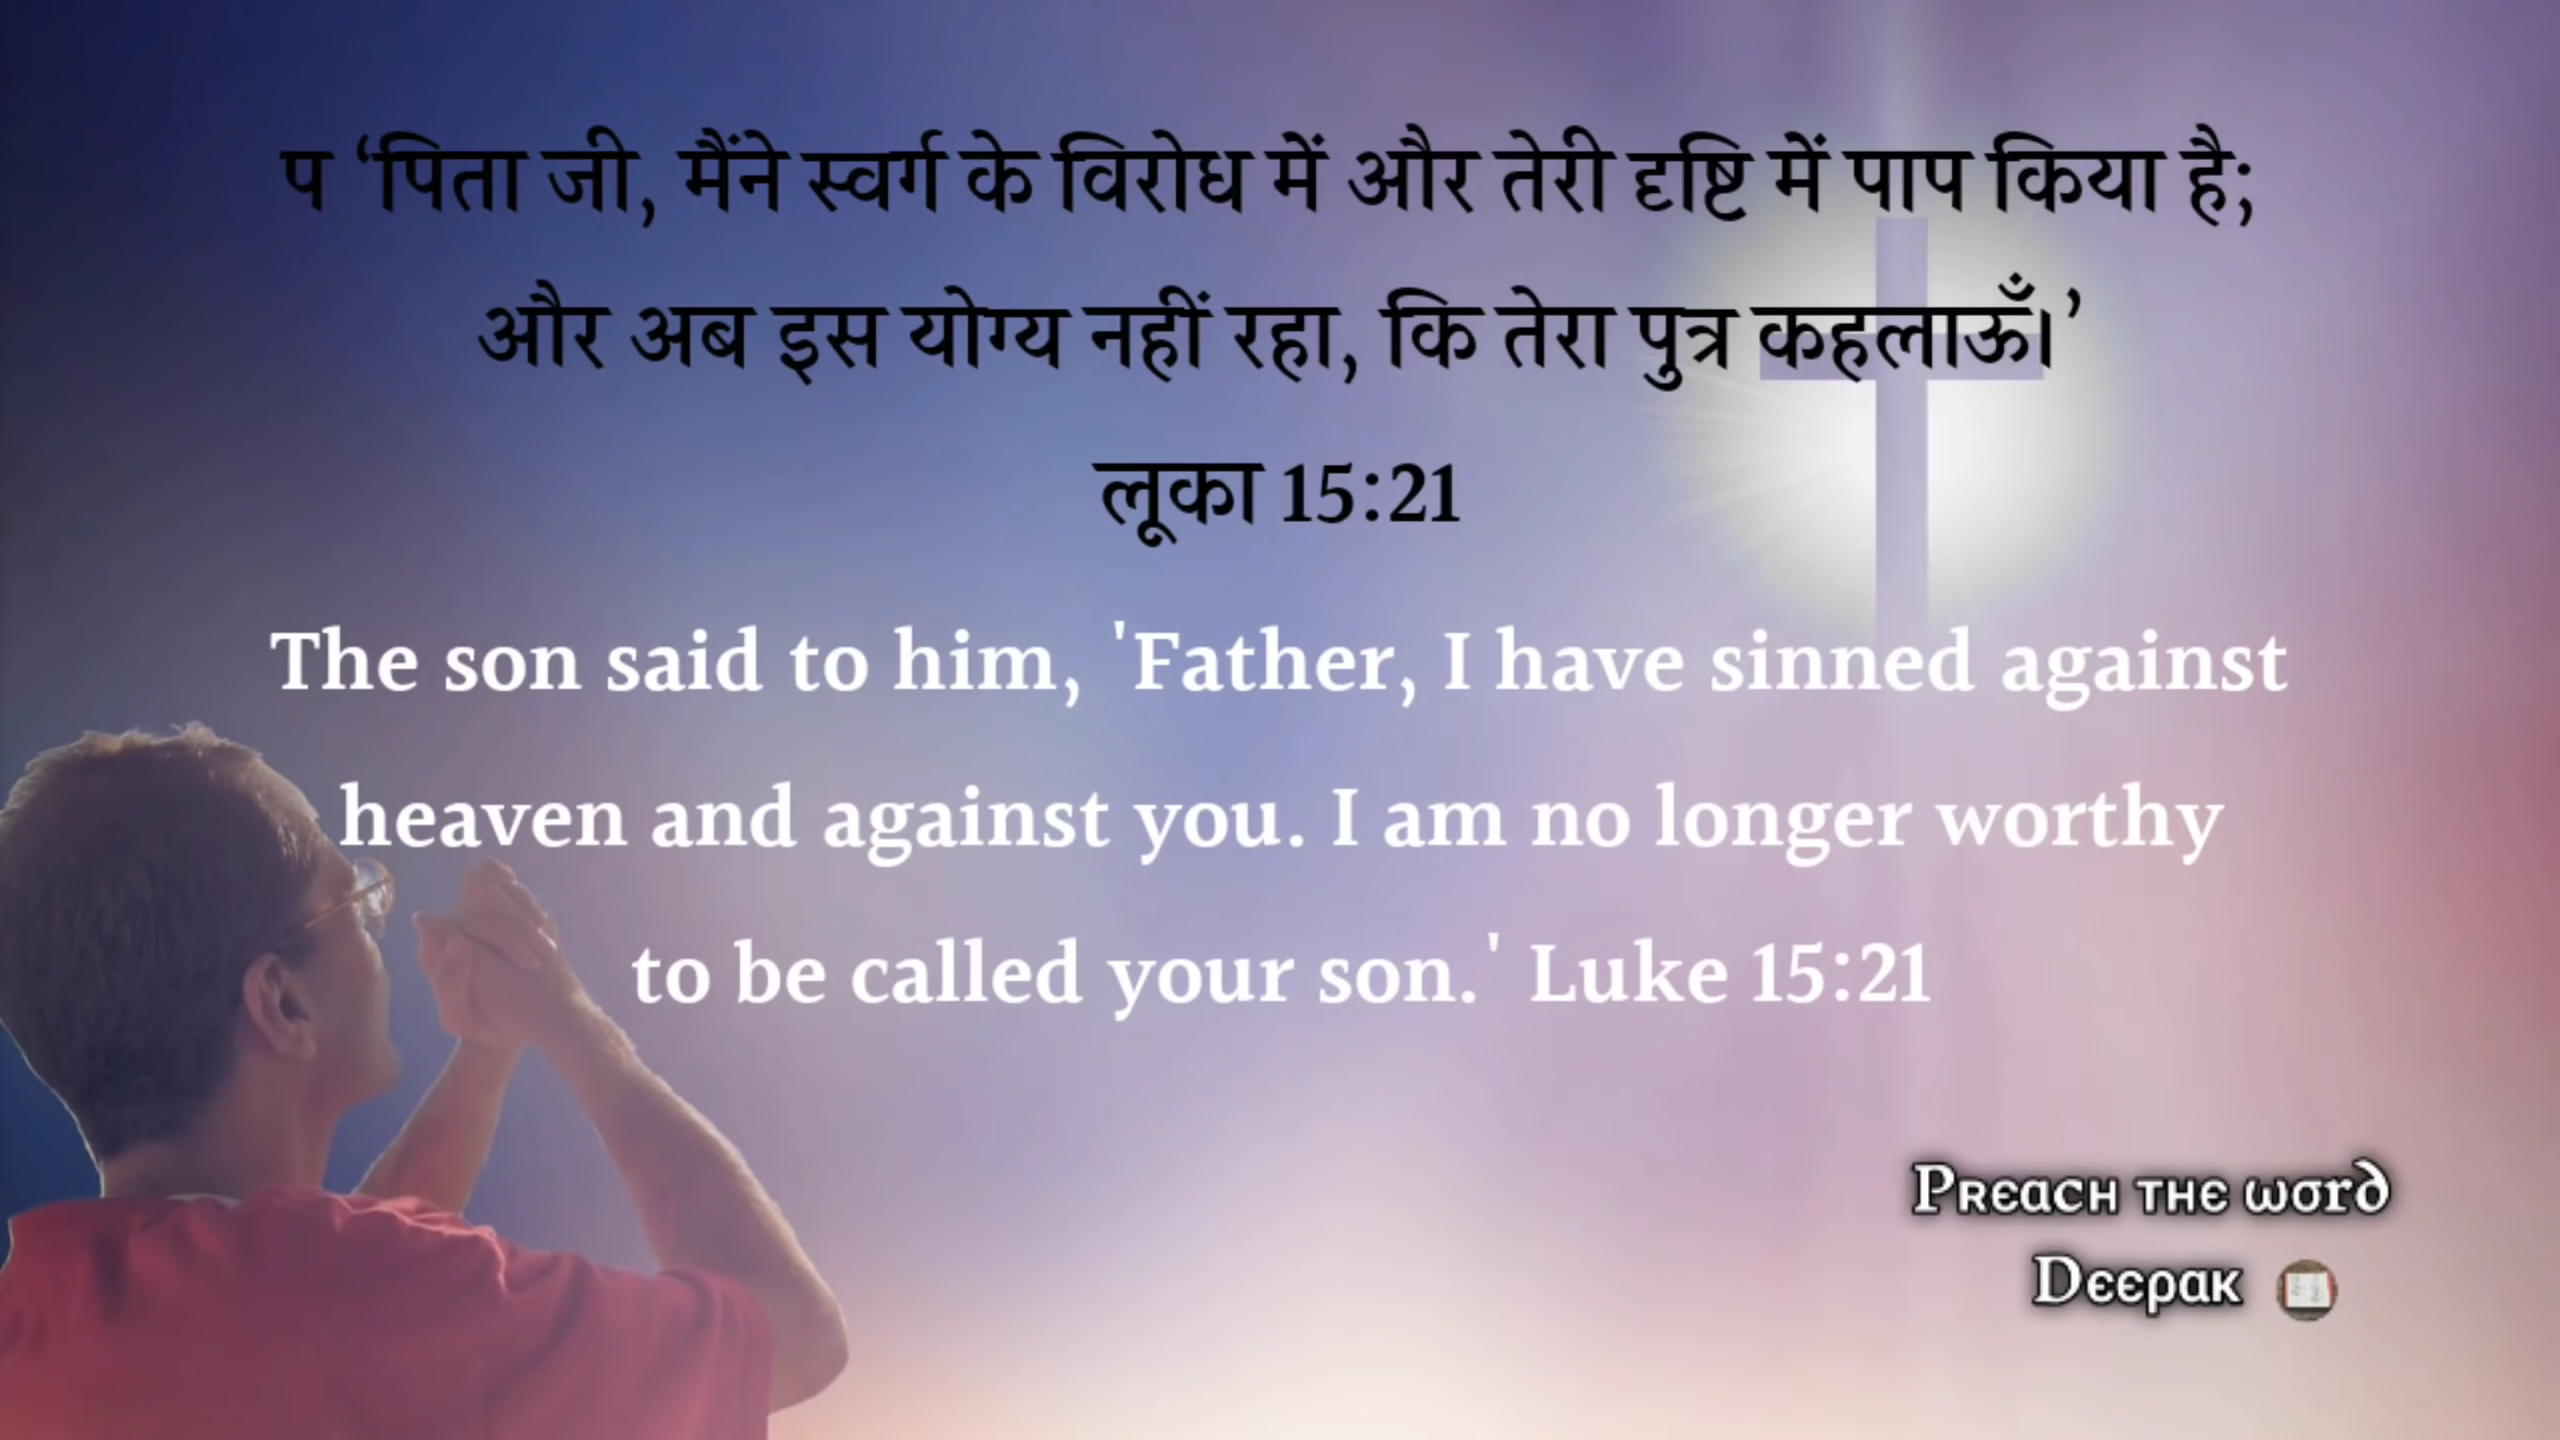 प ‘पिता जी, मैंने स्वर्ग के विरोध में और तेरी दृष्टि में पाप किया है;
और अब इस योग्य नहीं रहा, कि तेरा पुत्र कहलाऊँ।’
लूका 15:21
The son said to him, 'Father, I have sinned against
heaven and against you. I am no longer worthy
to be called your son.' Luke 15:21
Preach the word
Deepak